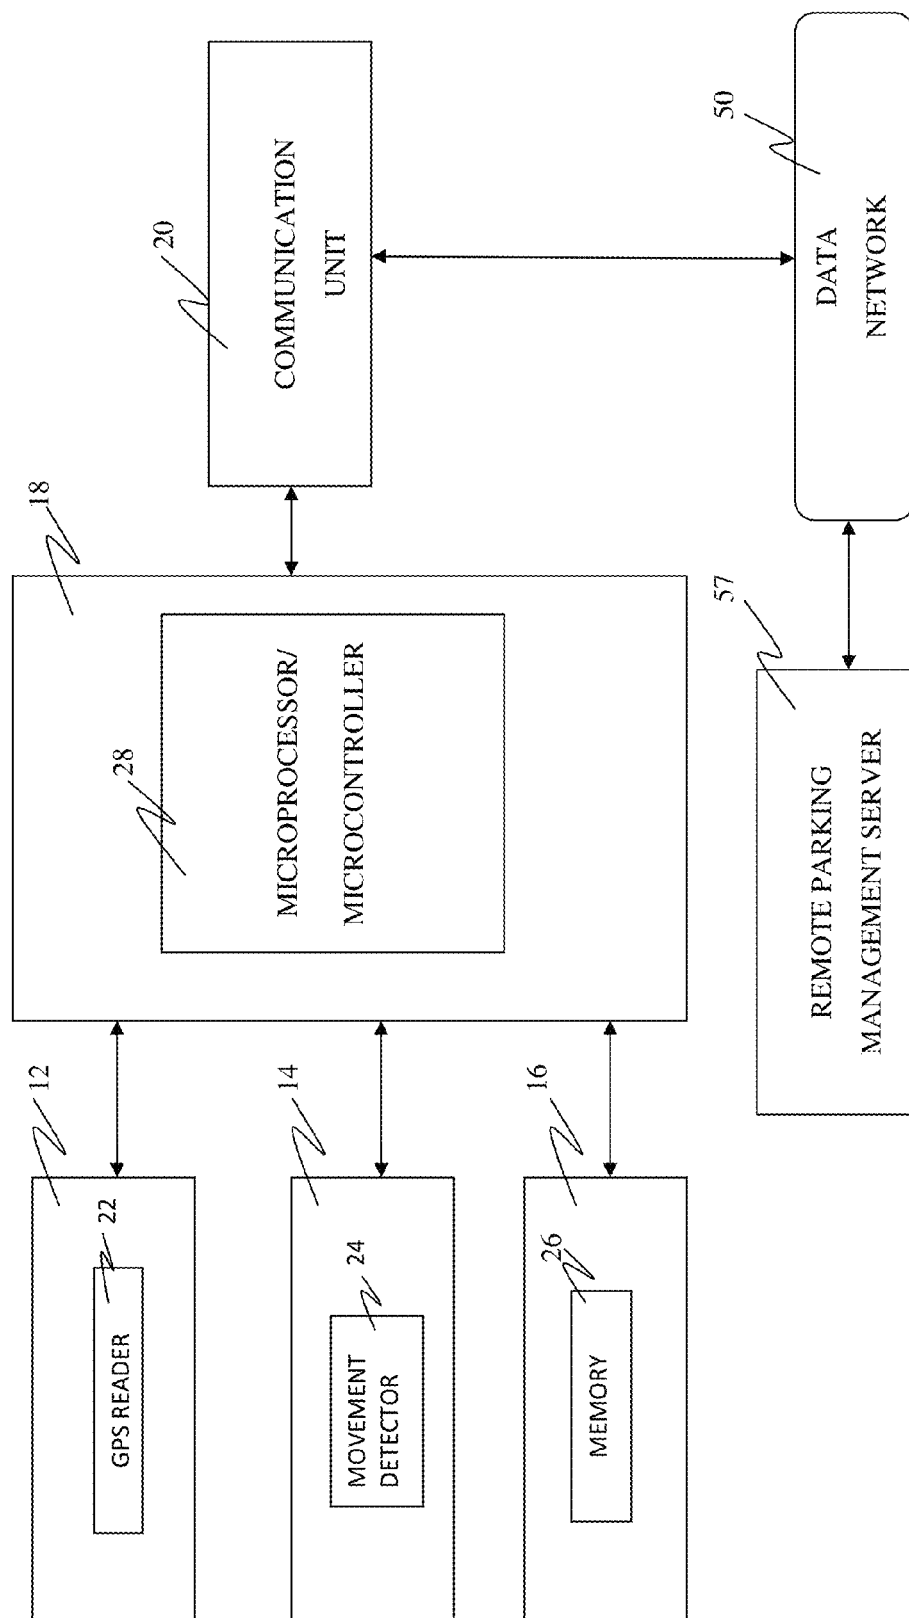 12
22
GPS READER
14
24
MOVEMENT
DETECTOR
16
26
MEMORY
18
28
MICROPROCESSOR/
MICROCONTROLLER
20
COMMUNICATION
UNIT
57
REMOTE PARKING
MANAGEMENT SERVER
50
DATA
NETWORK